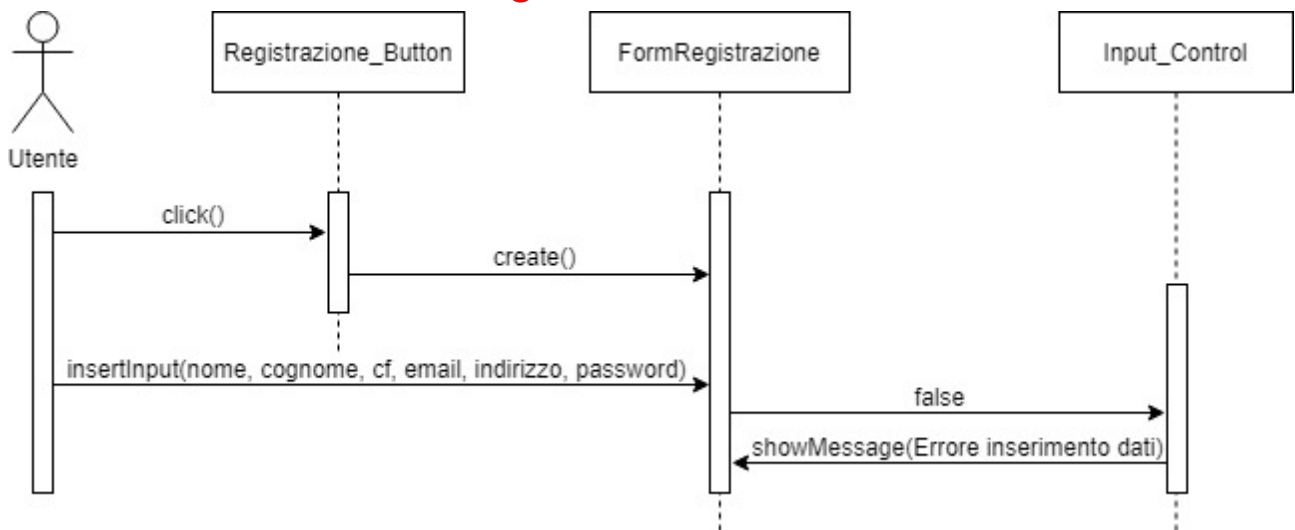 Registrazione_Button
FormRegistrazione
Input_Control
Utente
click()
create()
insertInput(nome, cognome, cf, email, indirizzo, password)
false
showMessage(Errore inserimento dati)